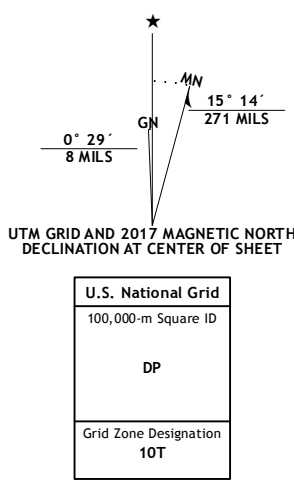 ★
MN
15° 14´
271 MILS
GN
0° 29´
8 MILS
UTM GRID AND 2017 MAGNETIC NORTH
DECLINATION AT CENTER OF SHEET
U.S. National Grid
100,000-m Square ID
DP
Grid Zone Designation
10T